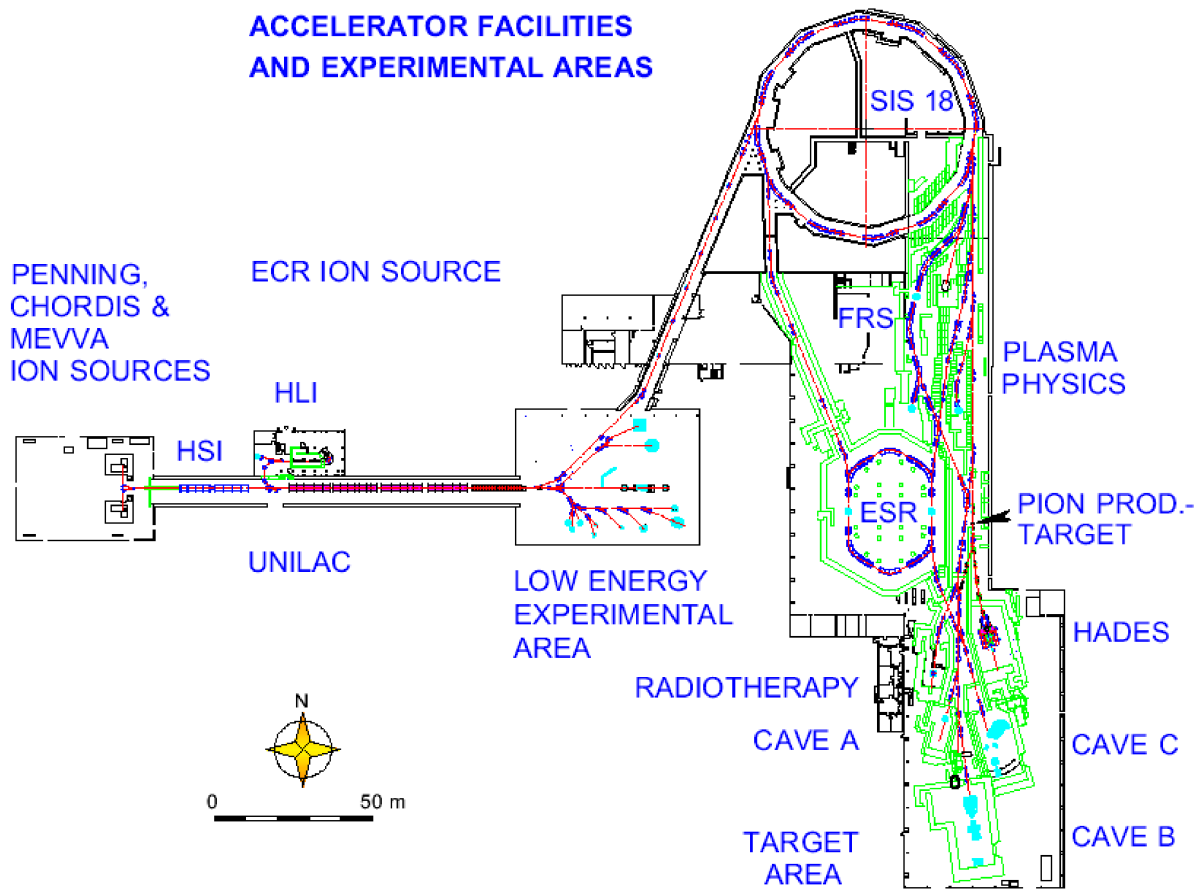 ACCELERATOR FACILITIES
AND EXPERIMENTAL AREAS
SIS 18
ECR ION SOURCE
PENNING,
CHORDIS &
MEVVA
ION SOURCES
FRS
PLASMA
PHYSICS
HLI
HSI
ESR
PION PROD.-
TARGET
UNILAC
LOW ENERGY
EXPERIMENTAL
AREA
HADES
RADIOTHERAPY
N
CAVE A
CAVE C
0 50 m
TARGET
AREA
CAVE B